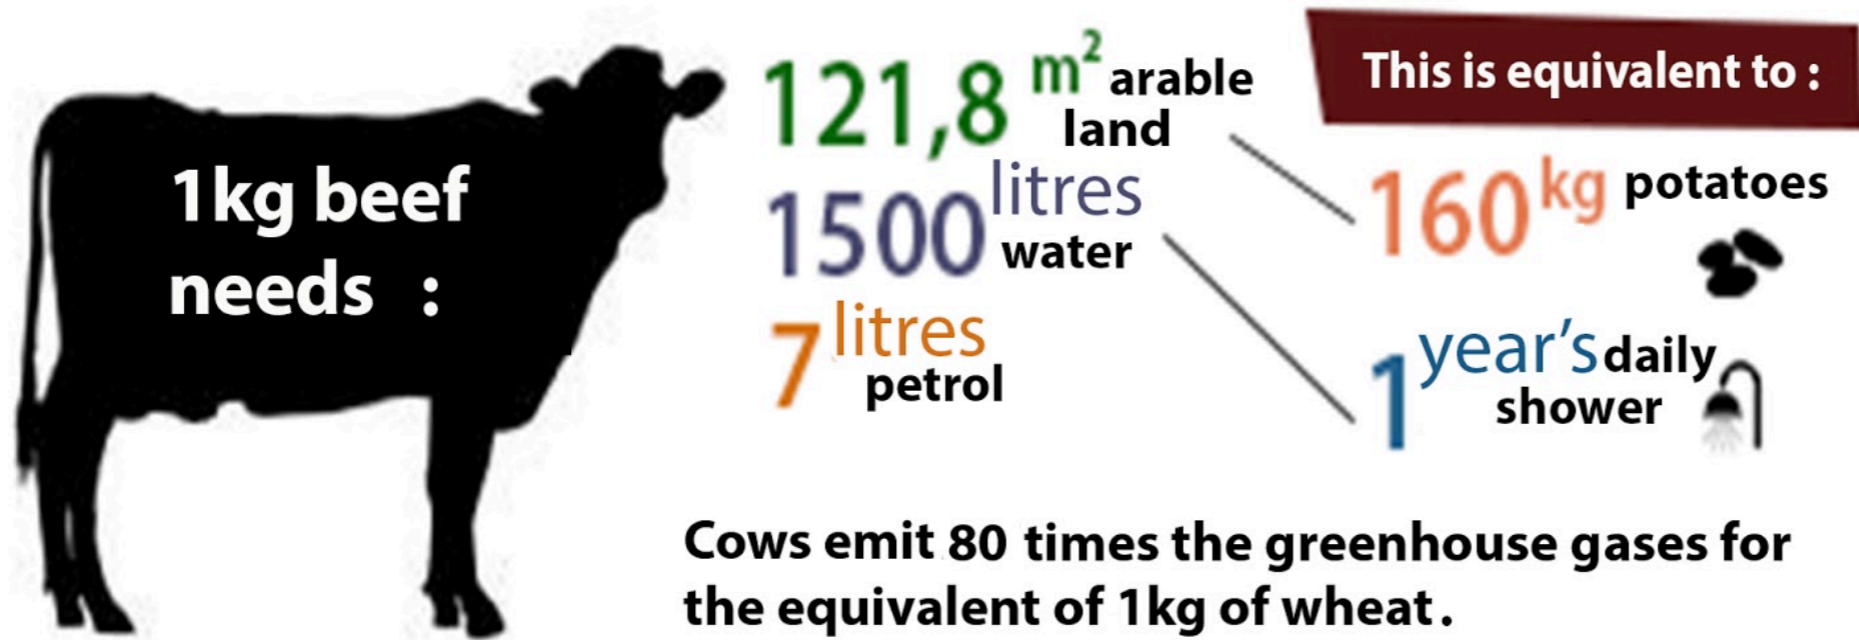 1kg beef
needs :
121,8 m² arable
land
1500 litres
water
7 litres
petrol
This is equivalent to :
160 kg potatoes
1 year's daily
shower
Cows emit 80 times the greenhouse gases for
the equivalent of 1kg of wheat.